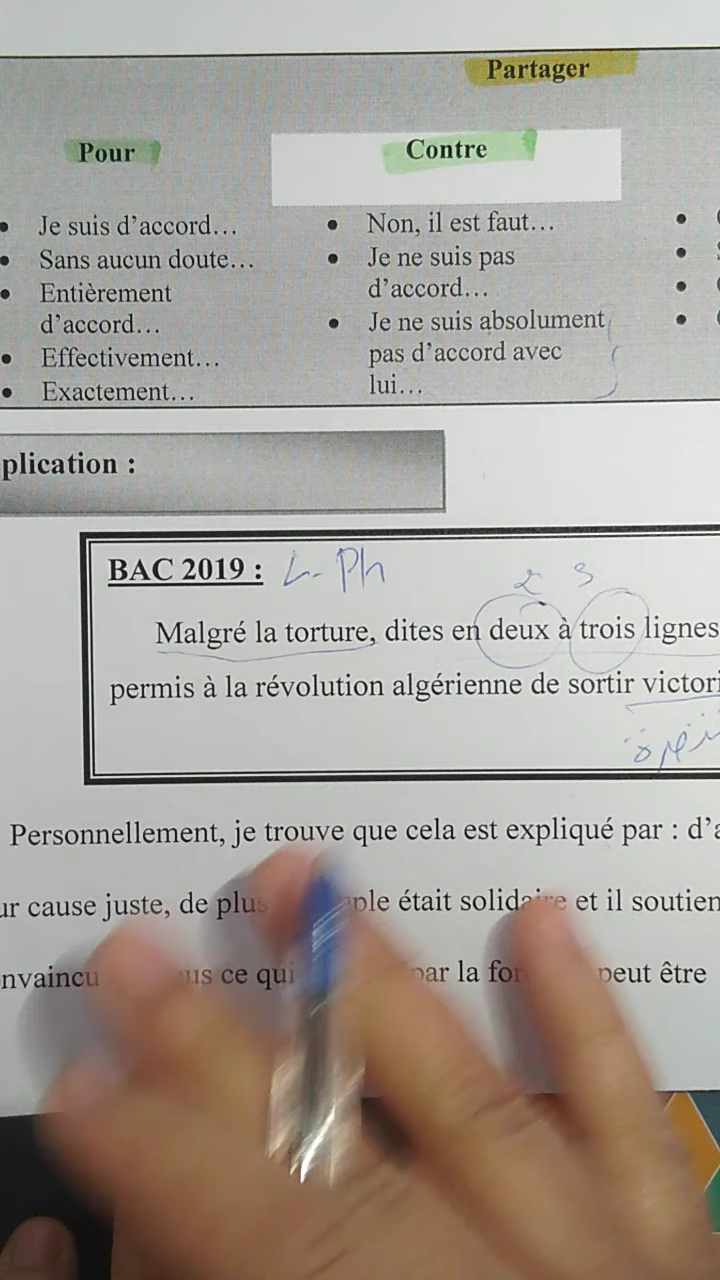 Partager
Pour
Contre
Je suis d'accord…
Sans aucun doute…
Entièrement
d'accord…
Effectivement…
Exactement…
Non, il est faut…
Je ne suis pas
d'accord…
Je ne suis absolument
pas d'accord avec
lui…
plication :
BAC 2019 : L- Ph
2 3
Malgré la torture, dites en deux à trois lignes
permis à la révolution algérienne de sortir victori
Personnellement, je trouve que cela est expliqué par : d'a
ur cause juste, de plus ple était solidaire et il soutien
nvaincu us ce qui par la for peut être